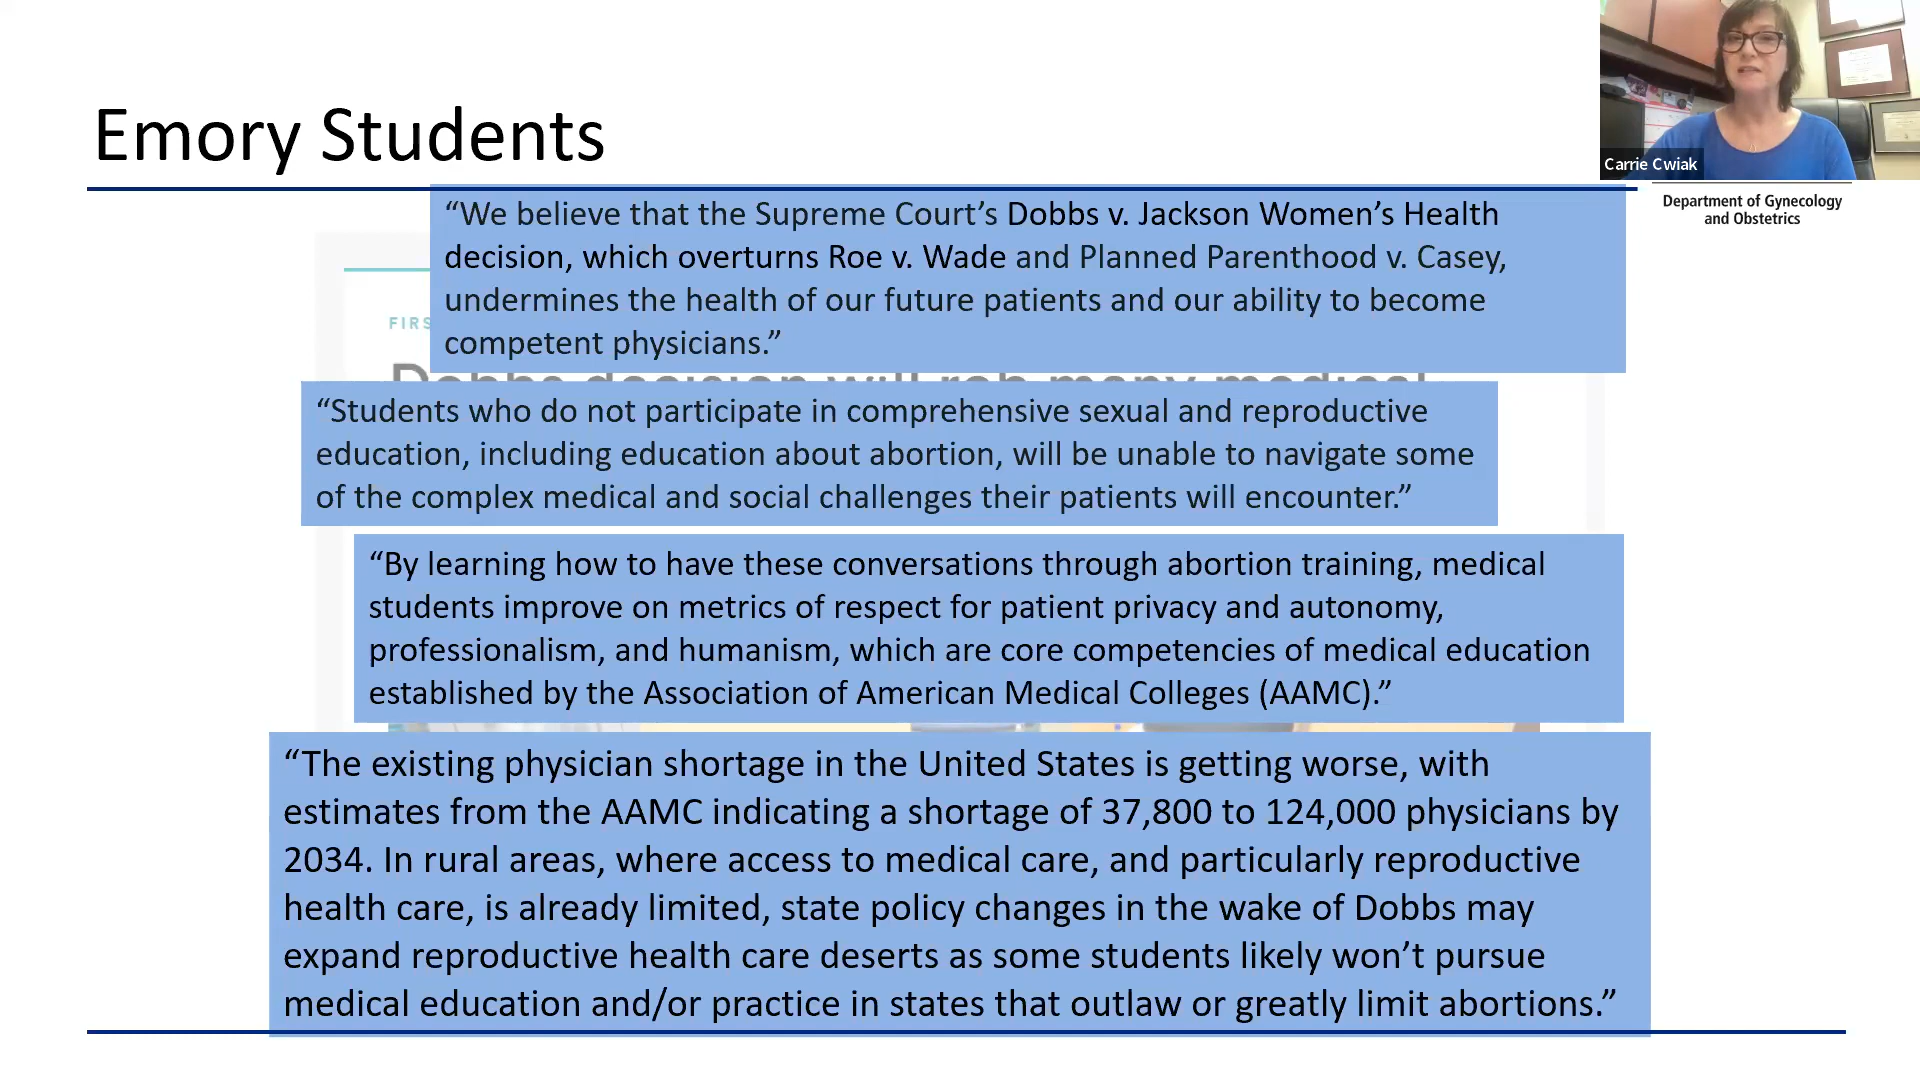 Emory Students
Carrie Cwiak
Department of Gynecology
and Obstetrics
“We believe that the Supreme Court’s Dobbs v. Jackson Women’s Health
decision, which overturns Roe v. Wade and Planned Parenthood v. Casey,
undermines the health of our future patients and our ability to become
competent physicians.”
FIRS
Dobbs decision will rob many medical
“Students who do not participate in comprehensive sexual and reproductive
education, including education about abortion, will be unable to navigate some
of the complex medical and social challenges their patients will encounter.”
“By learning how to have these conversations through abortion training, medical
students improve on metrics of respect for patient privacy and autonomy,
professionalism, and humanism, which are core competencies of medical education
established by the Association of American Medical Colleges (AAMC).”
“The existing physician shortage in the United States is getting worse, with
estimates from the AAMC indicating a shortage of 37,800 to 124,000 physicians by
2034. In rural areas, where access to medical care, and particularly reproductive
health care, is already limited, state policy changes in the wake of Dobbs may
expand reproductive health care deserts as some students likely won’t pursue
medical education and/or practice in states that outlaw or greatly limit abortions.”